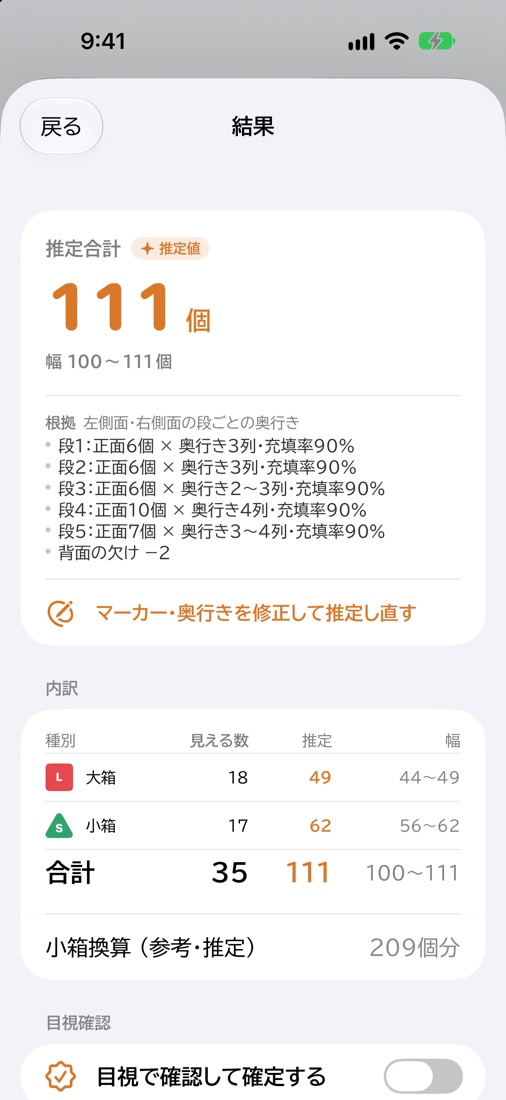 9:41
戻る
結果
推定合計 推定値
111 個
幅 100～111個
根拠 左側面・右側面の段ごとの奥行き
段1：正面6個 × 奥行き3列・充填率90%
段2：正面6個 × 奥行き3列・充填率90%
段3：正面6個 × 奥行き2～3列・充填率90%
段4：正面10個 × 奥行き4列・充填率90%
段5：正面7個 × 奥行き3～4列・充填率90%
背面の欠け −2
マーカー・奥行きを修正して推定し直す
内訳
種別 見える数 推定 幅
L 大箱 18 49 44～49
S 小箱 17 62 56～62
合計 35 111 100～111
小箱換算（参考・推定） 209個分
目視確認
目視で確認して確定する